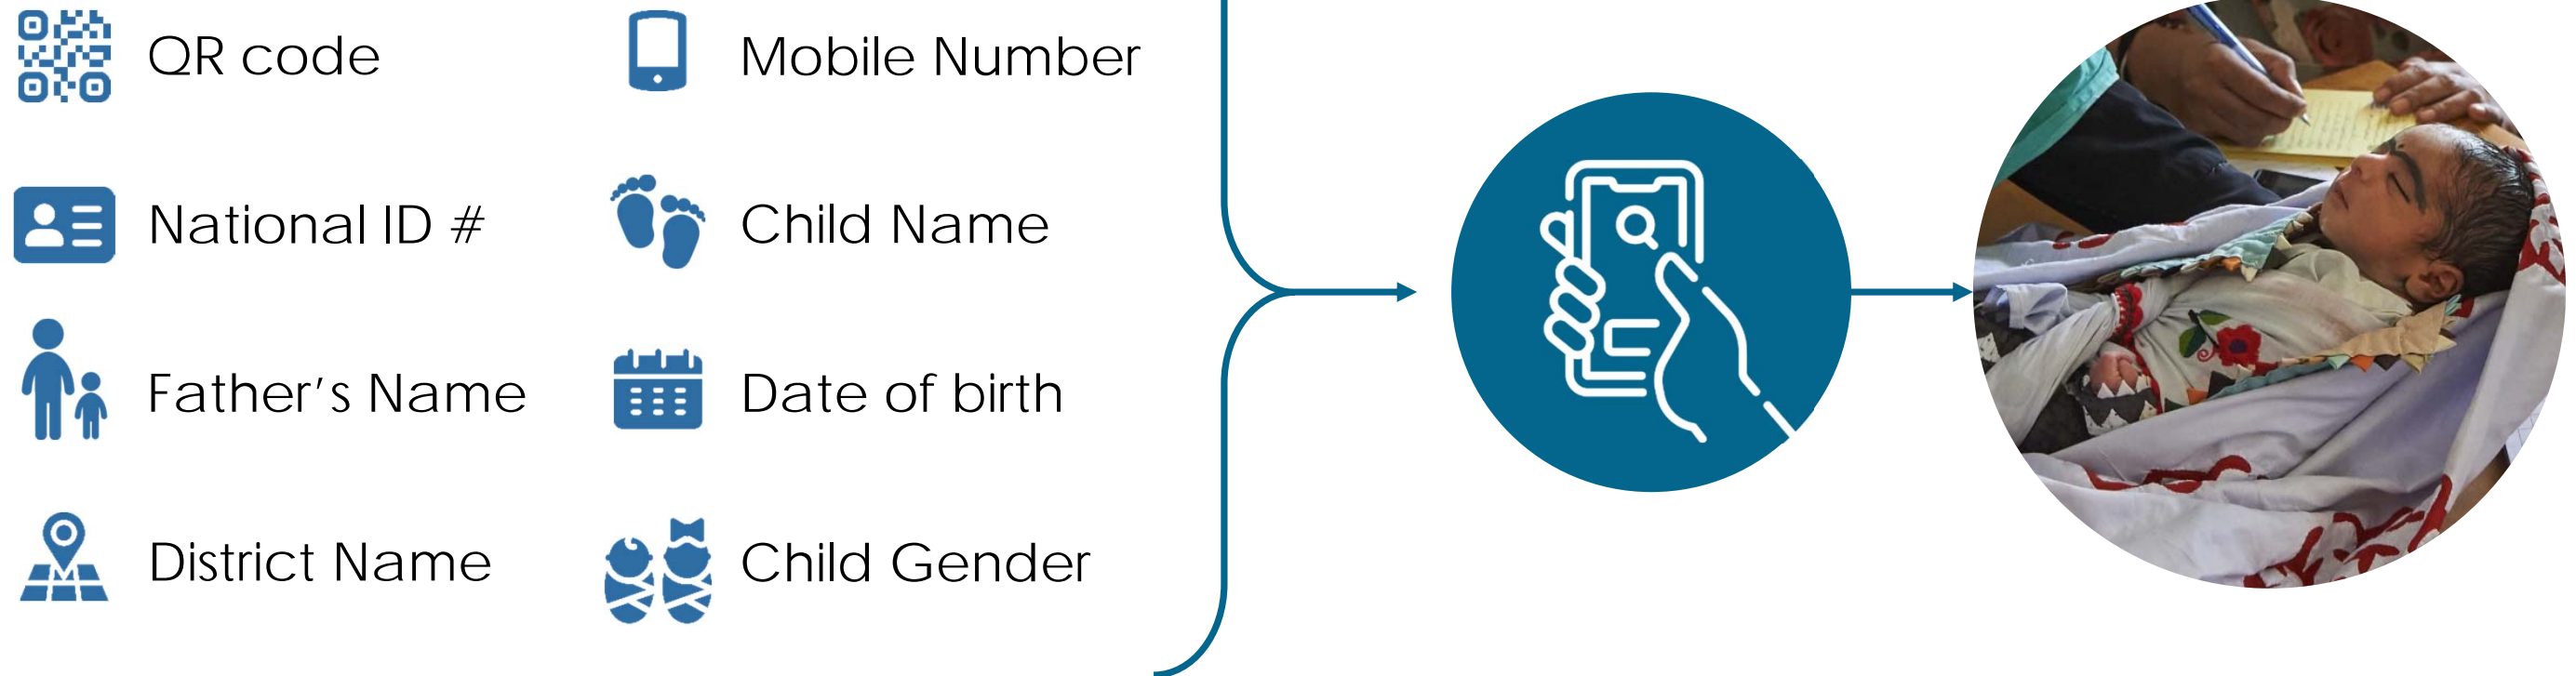 QR code
Mobile Number
National ID #
Child Name
Father's Name
Date of birth
District Name
Child Gender